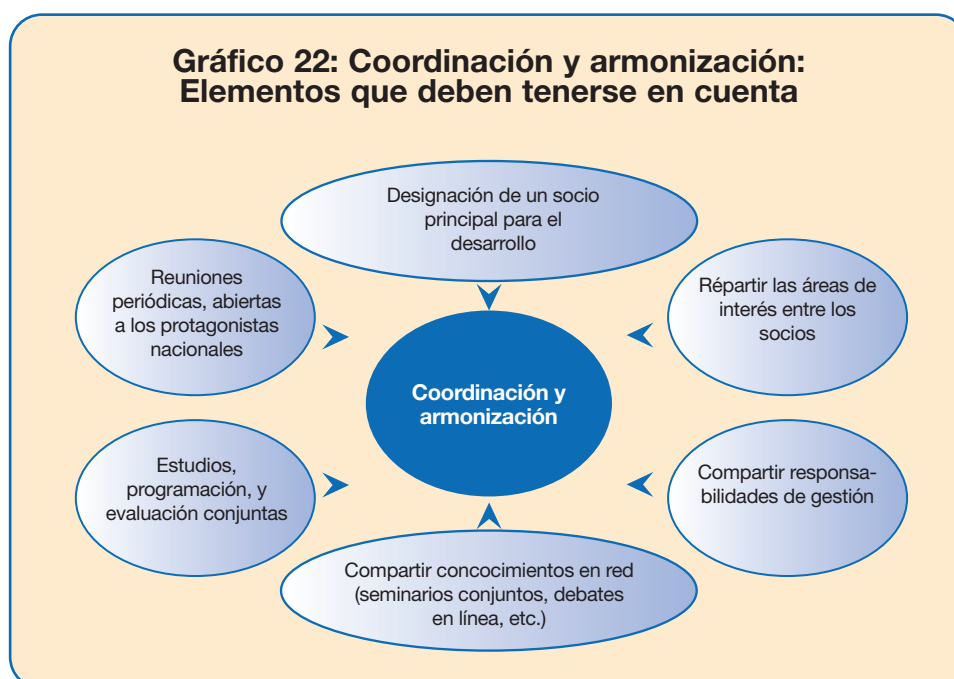 Gráfico 22: Coordinación y armonización:
Elementos que deben tenerse en cuenta
Designación de un socio
principal para el
desarrollo
Reuniones
periódicas, abiertas
a los protagonistas
nacionales
Répartir las áreas de
interés entre los
socios
Coordinación y
armonización
Estudios,
programación, y
evaluación conjuntas
Compartir responsa-
bilidades de gestión
Compartir concocimientos en red
(seminarios conjuntos, debates
en línea, etc.)